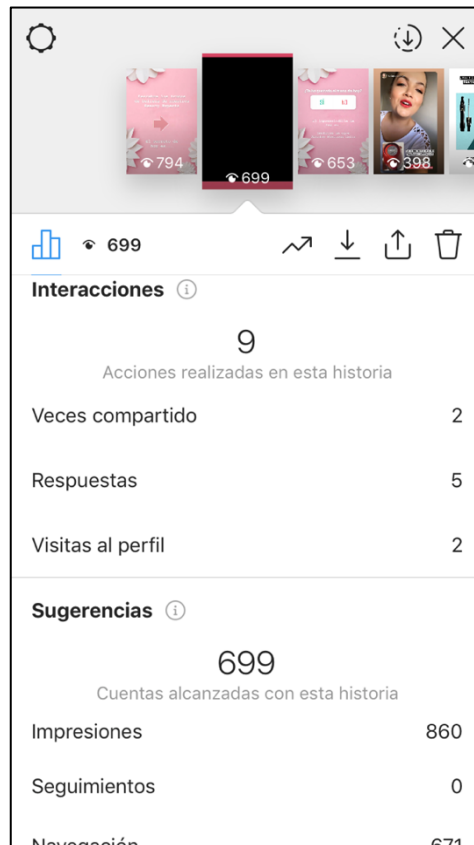 794
699
653
SÍ
398
699
Interacciones
9
Acciones realizadas en esta historia
Veces compartido 2
Respuestas 5
Visitas al perfil 2
Sugerencias
699
Cuentas alcanzadas con esta historia
Impresiones 860
Seguimientos 0
Navegación 671